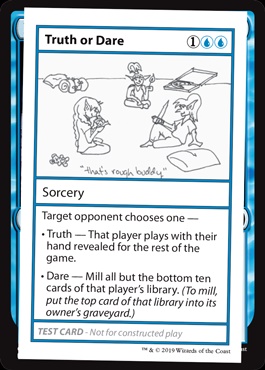 Truth or Dare 1
"that's rough buddy"
Sorcery
Target opponent chooses one —
• Truth — That player plays with their
hand revealed for the rest of the
game.
• Dare — Mill all but the bottom ten
cards of that player's library. (To mill,
put the top card of that library into its
owner's graveyard.)
TEST CARD - Not for constructed play
™ & © 2019 Wizards of the Coast